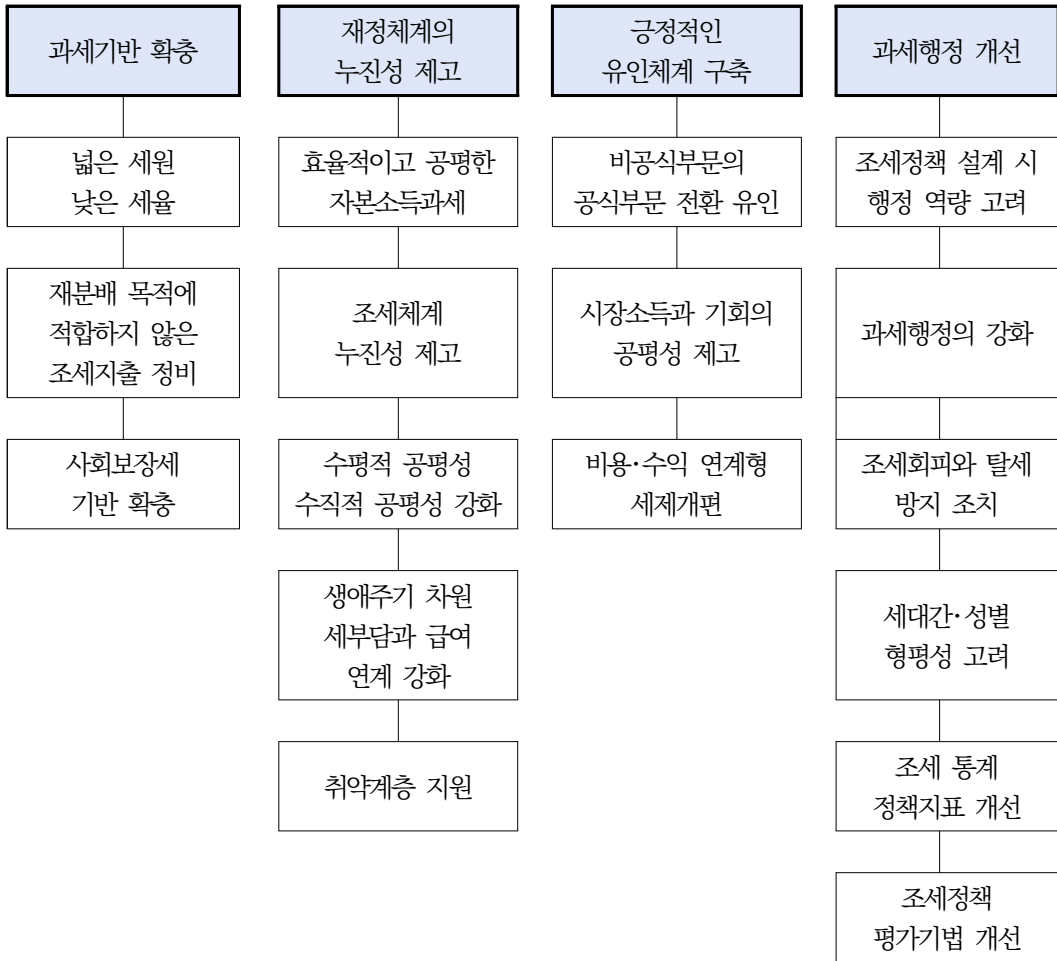 과세기반 확충
재정체계의
누진성 제고
긍정적인
유인체계 구축
과세행정 개선
넓은 세원
낮은 세율
효율적이고 공평한
자본소득과세
비공식부문의
공식부문 전환 유인
조세정책 설계 시
행정 역량 고려
재분배 목적에
적합하지 않은
조세지출 정비
조세체계
누진성 제고
시장소득과 기회의
공평성 제고
과세행정의 강화
사회보장세
기반 확충
수평적 공평성
수직적 공평성 강화
비용·수익 연계형
세제개편
조세회피와 탈세
방지 조치
생애주기 차원
세부담과 급여
연계 강화
세대간·성별
형평성 고려
취약계층 지원
조세 통계
정책지표 개선
조세정책
평가기법 개선